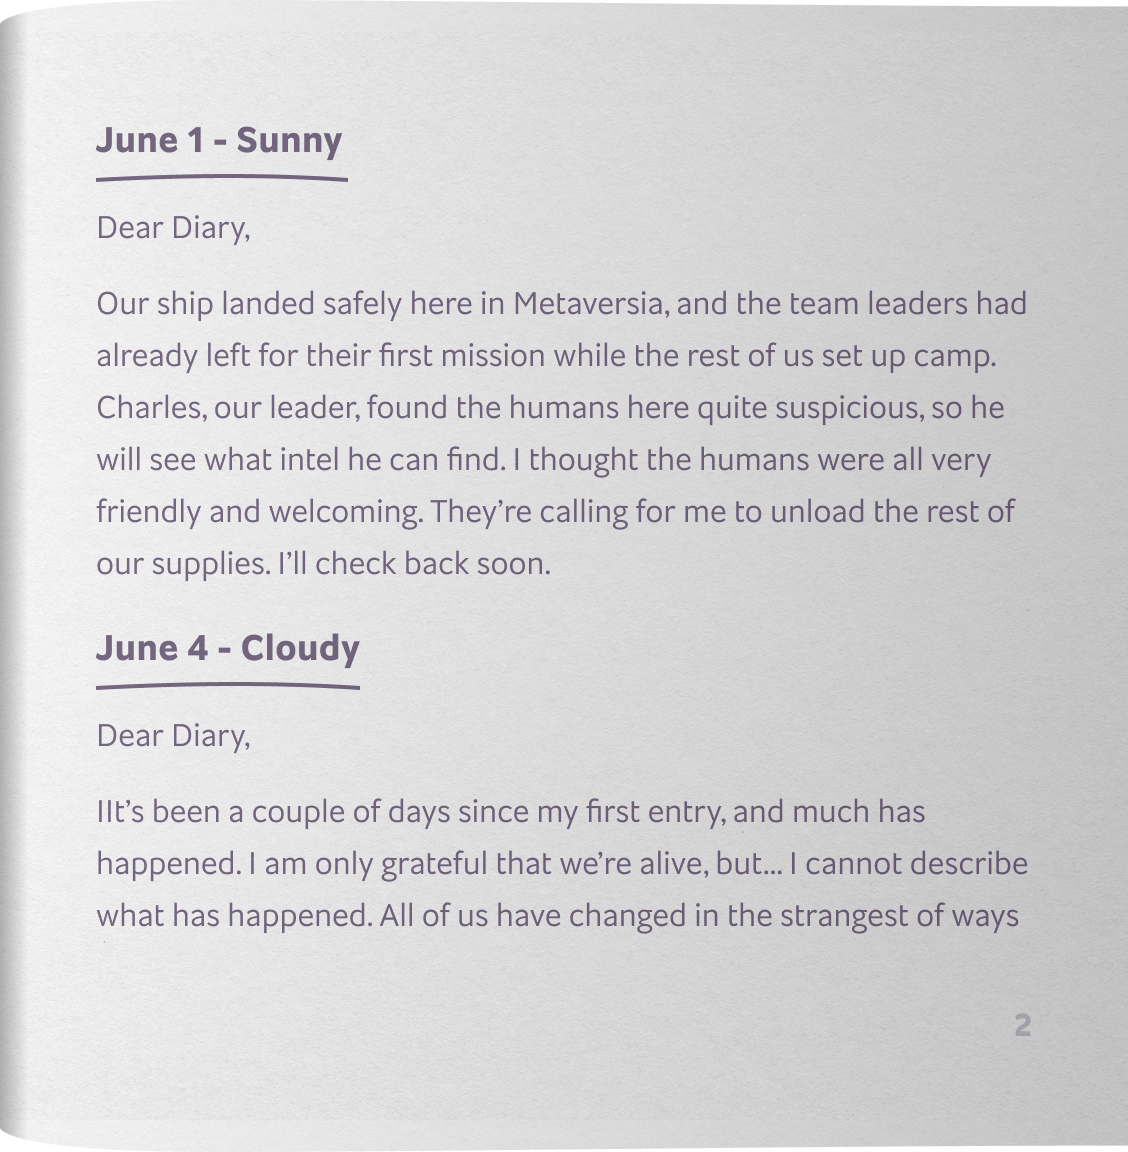 June 1 - Sunny
Dear Diary,
Our ship landed safely here in Metaversia, and the team leaders had
already left for their first mission while the rest of us set up camp.
Charles, our leader, found the humans here quite suspicious, so he
will see what intel he can find. I thought the humans were all very
friendly and welcoming. They’re calling for me to unload the rest of
our supplies. I’ll check back soon.
June 4 - Cloudy
Dear Diary,
IIt’s been a couple of days since my first entry, and much has
happened. I am only grateful that we’re alive, but... I cannot describe
what has happened. All of us have changed in the strangest of ways
2